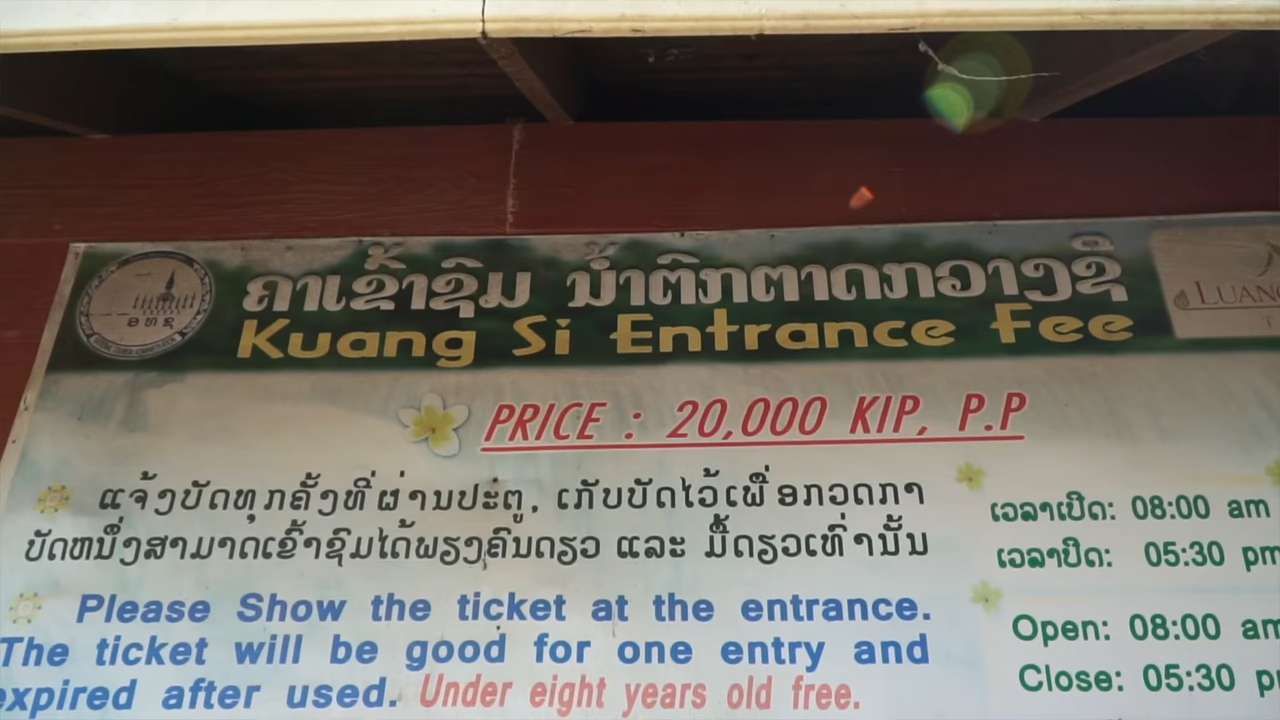 ອທຊ
ຄາເຂົ້າຊົມ ນ້ຳຕົກຕາດກວາງຊີ
Kuang Si Entrance Fee
LUANG
PRICE : 20,000 KIP, P.P
ແຈ້ງບັດທຸກຄັ້ງທີ່ຜ່ານປະຕູ, ເກັບບັດໄວ້ເພື່ອກວດກາ
ບັດຫນຶ່ງສາມາດເຂົ້າຊົມໄດ້ພຽງຄົນດຽວ ແລະ ມື້ດຽວເທົ່ານັ້ນ
Please Show the ticket at the entrance.
The ticket will be good for one entry and
expired after used. Under eight years old free.
ເວລາເປີດ: 08:00 am
ເວລາປິດ: 05:30 pm
Open: 08:00 am
Close: 05:30 p